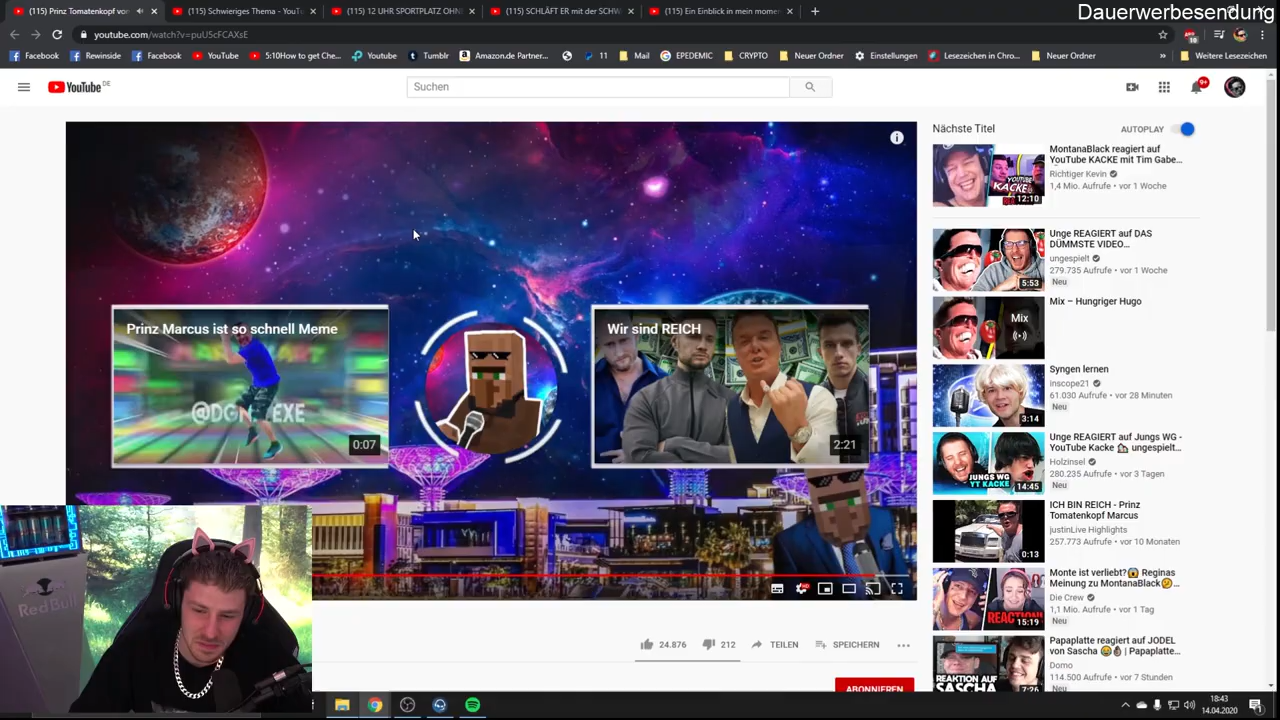 Dauerwerbesendung
(115) Prinz Tomatenkopf von
(115) Schwieriges Thema - YouT
(115) 12 UHR SPORTPLATZ OHN
(115) SCHLÄFT ER mit der SCHW
(115) Ein Einblick in mein momen
youtube.com/watch?v=puU5cFCAXsE
Facebook
Rewinside
Facebook
YouTube
5:10How to get Che...
Youtube
Tumblr
Amazon.de Partner...
11
Mail
EPEDEMIC
CRYPTO
Neuer Ordner
Einstellungen
Lesezeichen in Chro...
Neuer Ordner
»
Weitere Lesezeichen
YouTube DE
Suchen
9+
Nächste Titel
AUTOPLAY
Prinz Marcus ist so schnell Meme
0:07
Wir sind REICH
2:21
MontanaBlack reagiert auf
YouTube KACKE mit Tim Gabe...
Richtiger Kevin
1,4 Mio. Aufrufe • vor 1 Woche
YOUTUBE
KACKE
12:10
Unge REAGIERT auf DAS
DÜMMSTE VIDEO...
ungespielt
279.735 Aufrufe • vor 1 Woche
Neu
5:53
Mix – Hungriger Hugo
Mix
Syngen lernen
inscope21
61.030 Aufrufe • vor 28 Minuten
Neu
3:14
Unge REAGIERT auf Jungs WG -
YouTube Kacke ungespielt...
Holzinsel
280.235 Aufrufe • vor 3 Tagen
Neu
JUNGS WG
YT KACKE
14:45
ICH BIN REICH - Prinz
Tomatenkopf Marcus
justinLive Highlights
257.773 Aufrufe • vor 10 Monaten
0:13
Monte ist verliebt? Reginas
Meinung zu MontanaBlack
Die Crew
1,1 Mio. Aufrufe • vor 1 Tag
Neu
REACTION!
15:19
Papaplatte reagiert auf JODEL
von Sascha | Papaplatte...
Domo
114.500 Aufrufe • vor 7 Stunden
Neu
REAKTION AUF
SASCHA
7:26
HD
24.876
212
TEILEN
SPEICHERN
ABONNIEREN
RedBull
18:43
14.04.2020